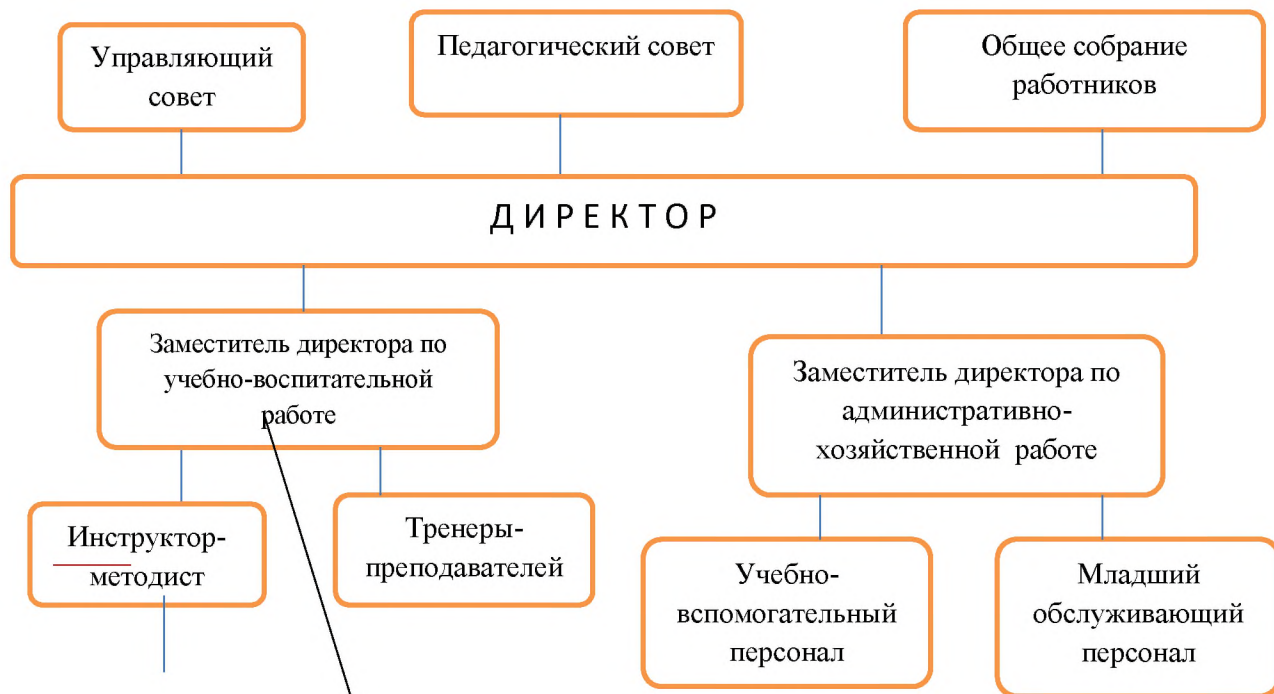 Управляющий
совет
Педагогический совет
Общее собрание
работников
ДИРЕКТОР
Заместитель директора по
учебно-воспитательной
работе
Заместитель директора по
административно-
хозяйственной работе
Инструктор-
методист
Тренеры-
преподавателей
Учебно-
вспомогательный
персонал
Младший
обслуживающий
персонал